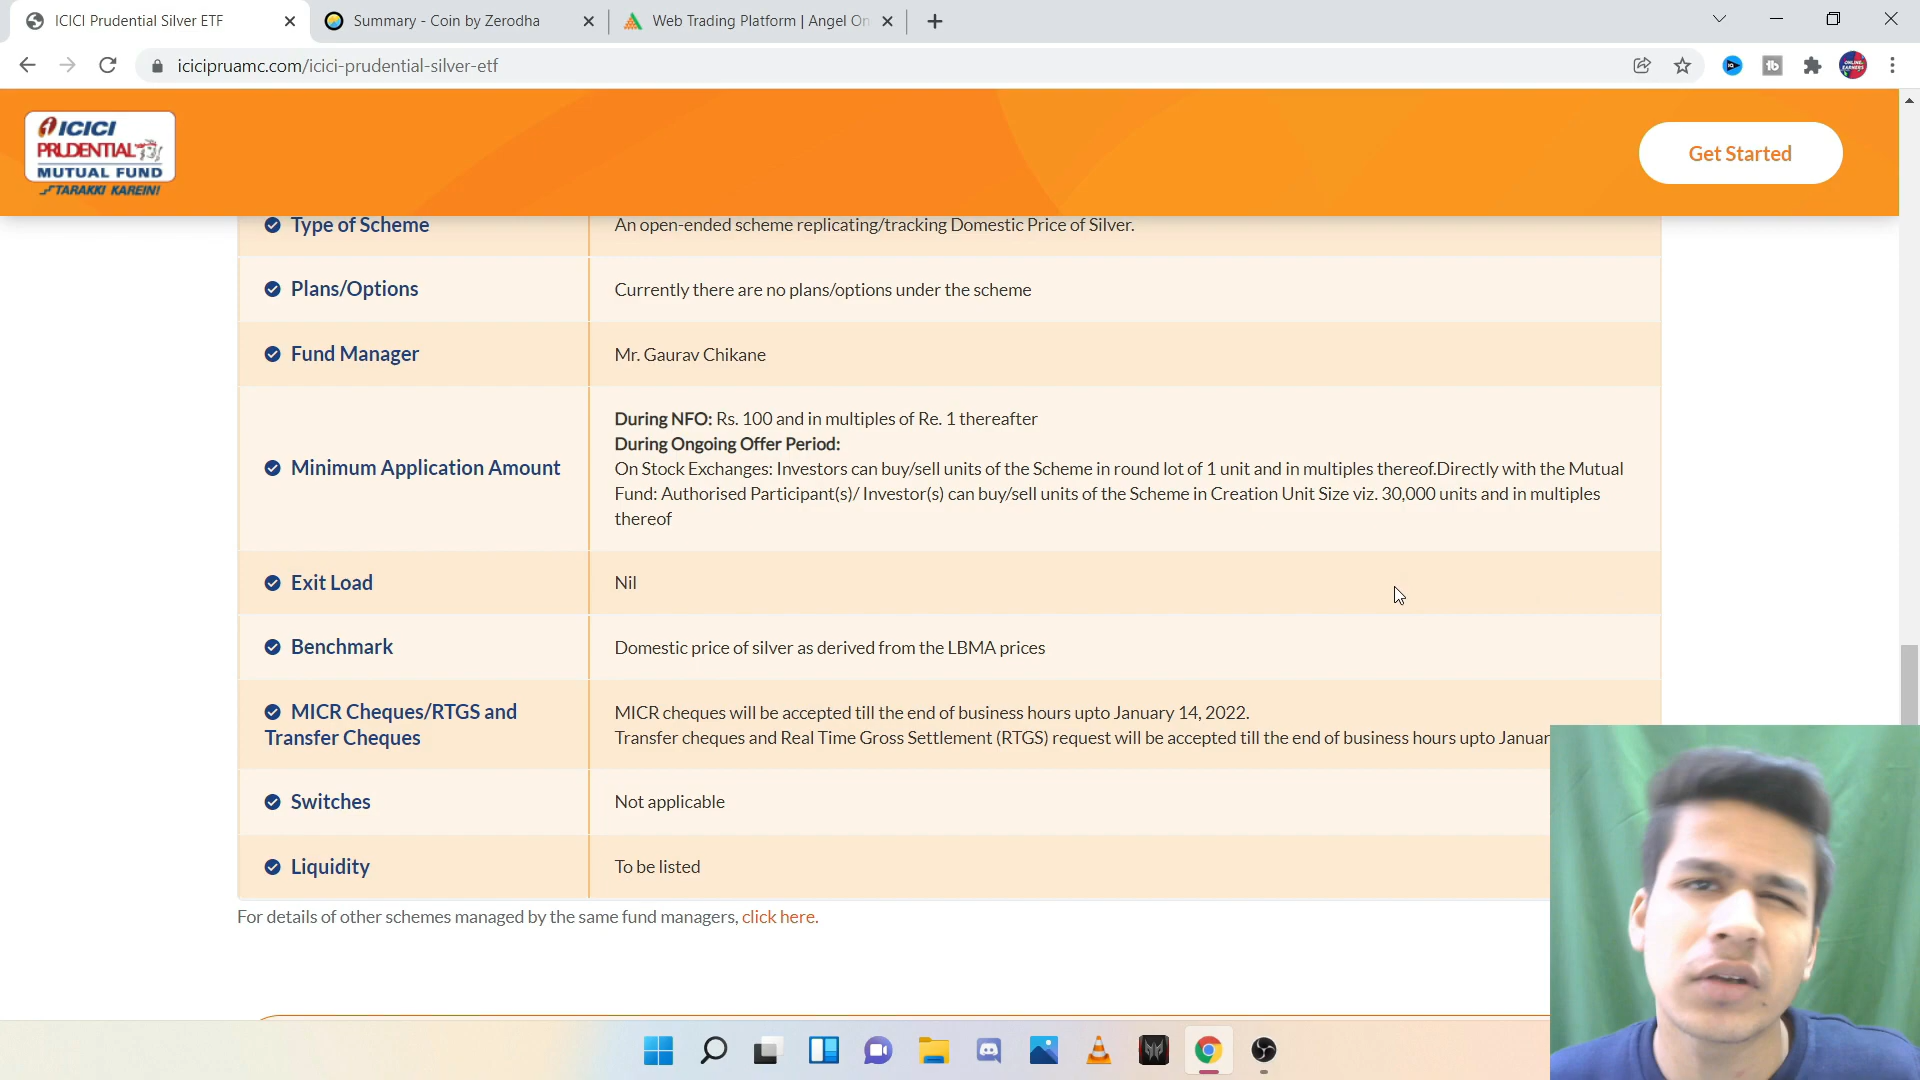 ICICI Prudential Silver ETF
Summary - Coin by Zerodha
Web Trading Platform | Angel On
icicipruamc.com/icici-prudential-silver-etf
ICICI
PRUDENTIAL
MUTUAL FUND
TARAKKI KAREIN!
Get Started
Type of Scheme
An open-ended scheme replicating/tracking Domestic Price of Silver.
Plans/Options
Currently there are no plans/options under the scheme
Fund Manager
Mr. Gaurav Chikane
Minimum Application Amount
During NFO: Rs. 100 and in multiples of Re. 1 thereafter
During Ongoing Offer Period:
On Stock Exchanges: Investors can buy/sell units of the Scheme in round lot of 1 unit and in multiples thereof.Directly with the Mutual
Fund: Authorised Participant(s)/ Investor(s) can buy/sell units of the Scheme in Creation Unit Size viz. 30,000 units and in multiples
thereof
Exit Load
Nil
Benchmark
Domestic price of silver as derived from the LBMA prices
MICR Cheques/RTGS and
Transfer Cheques
MICR cheques will be accepted till the end of business hours upto January 14, 2022.
Transfer cheques and Real Time Gross Settlement (RTGS) request will be accepted till the end of business hours upto Januar
Switches
Not applicable
Liquidity
To be listed
For details of other schemes managed by the same fund managers, click here.